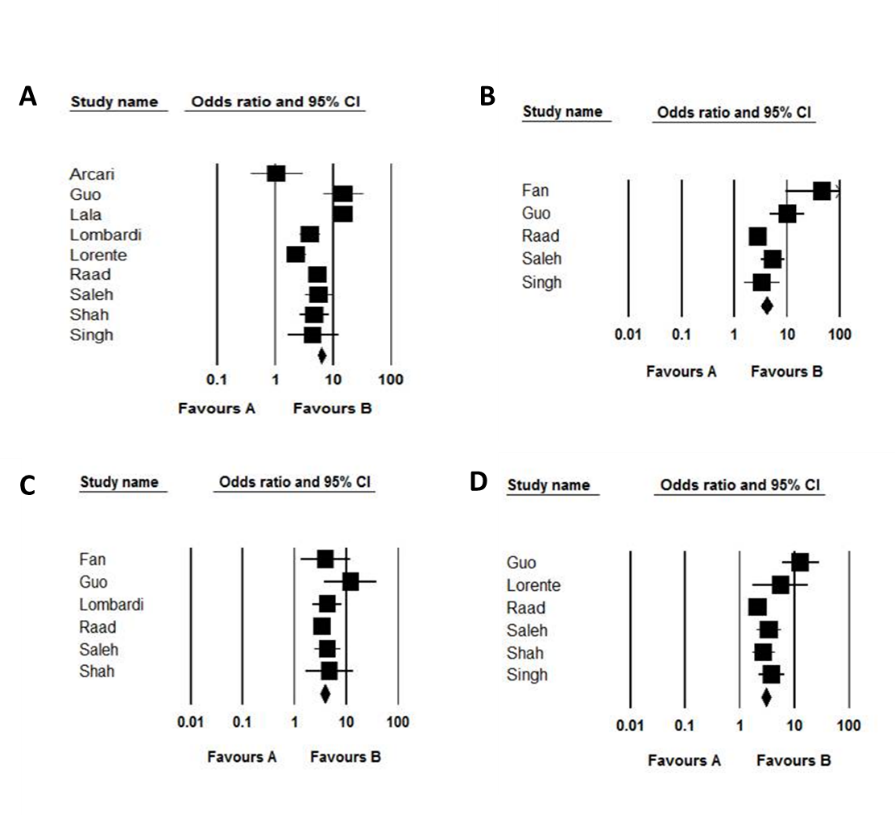 A
Study name Odds ratio and 95% CI
Arcari
Guo
Lala
Lombardi
Lorente
Raad
Saleh
Shah
Singh
0.1 1 10 100
Favours A Favours B
B
Study name Odds ratio and 95% CI
Fan
Guo
Raad
Saleh
Singh
0.01 0.1 1 10 100
Favours A Favours B
C
Study name Odds ratio and 95% CI
Fan
Guo
Lombardi
Raad
Saleh
Shah
0.01 0.1 1 10 100
Favours A Favours B
D
Study name Odds ratio and 95% CI
Guo
Lorente
Raad
Saleh
Shah
Singh
0.01 0.1 1 10 100
Favours A Favours B